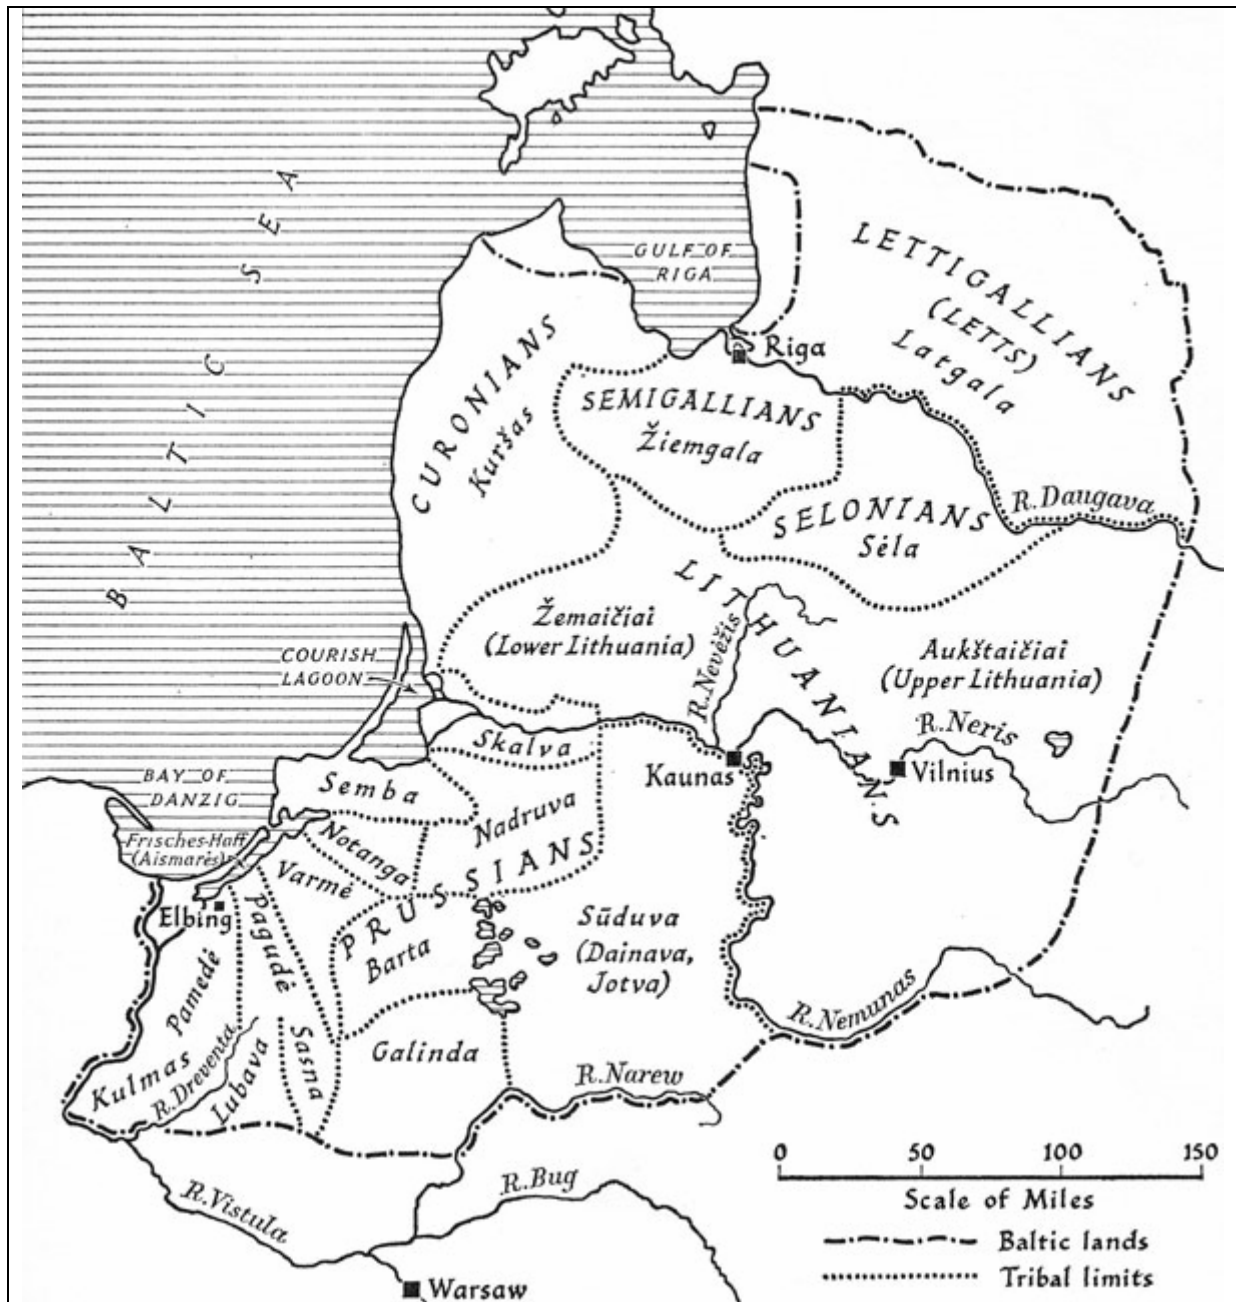 BALTIC SEA
GULF OF
RIGA
LETTIGALLIANS
(LETTS)
Latgala
Riga
CURONIANS
Kuršas
SEMIGALLIANS
Žiemgala
SELONIANS
Sėla
R. Daugava
LITHUANIANS
Žemaičiai
(Lower Lithuania)
R. Nevėžis
Aukštaičiai
(Upper Lithuania)
COURISH
LAGOON
R. Neris
Skalva
Kaunas
Vilnius
BAY OF
DANZIG
Semba
Nadruva
Frisches-Haff
(Aismarės)
Notanga
Varmė
PRUSSIANS
Elbing
Pagudė
Barta
Sūduva
(Dainava,
Jotva)
Pamedė
R. Nemunas
Kulmas
R. Dreventa
Lubava
Sasna
Galinda
R. Narew
R. Vistula
R. Bug
Warsaw
0 50 100 150
Scale of Miles
Baltic lands
Tribal limits